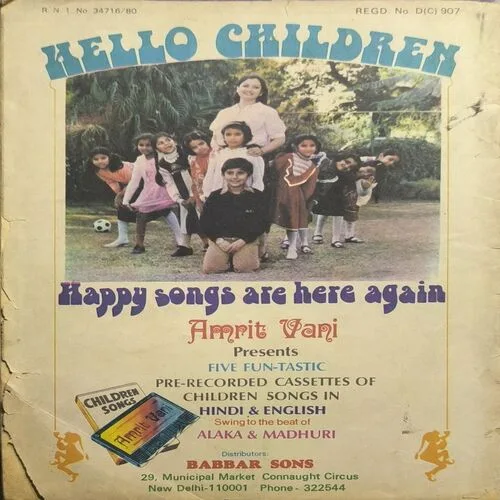 R. N. I. No 34716/80 REGD. No D(C) 907
HELLO CHILDREN
Happy songs are here again
Amrit Vani
Presents
FIVE FUN-TASTIC
PRE-RECORDED CASSETTES OF
CHILDREN SONGS IN
HINDI & ENGLISH
Swing to the beat of
ALAKA & MADHURI
CHILDREN
SONGS
Amrit Vani
Distributors:
BABBAR SONS
29, Municipal Market Connaught Circus
New Delhi-110001 Phone - 322544